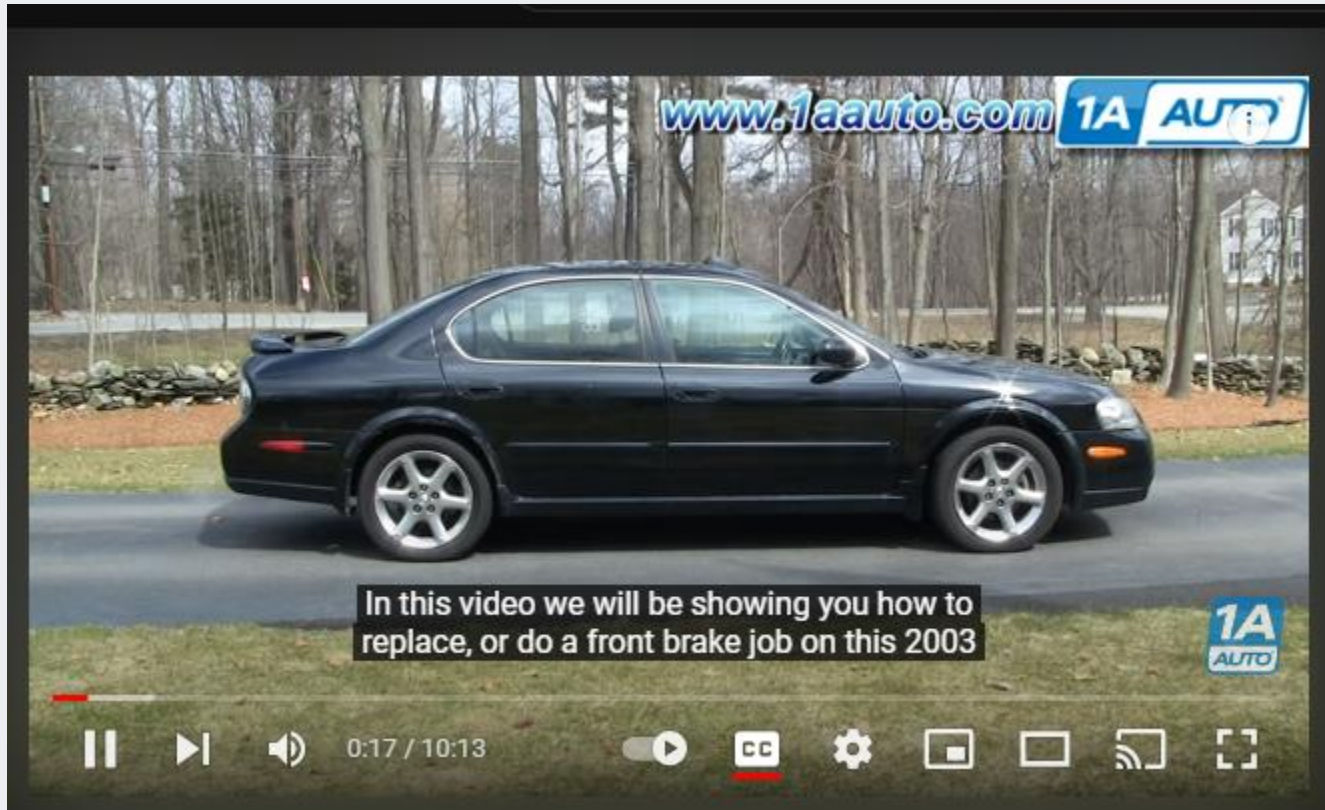 www.1aauto.com 1A AUTO
In this video we will be showing you how to
replace, or do a front brake job on this 2003
1A
AUTO
0:17 / 10:13
CC